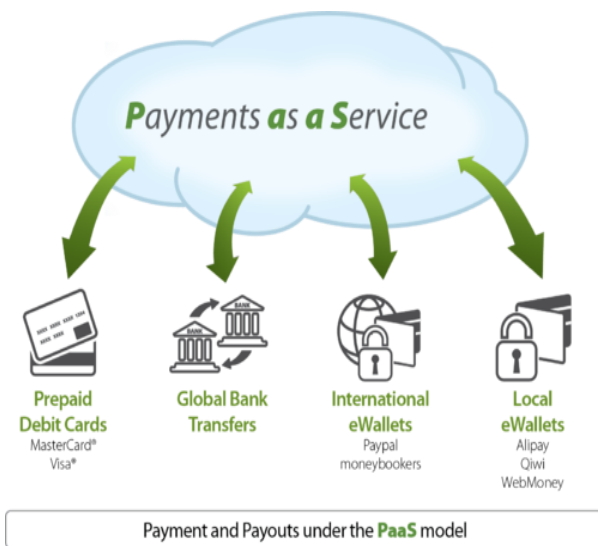 Payments as a Service
BANK
BANK
Prepaid
Debit Cards
MasterCard®
Visa®
Global Bank
Transfers
International
eWallets
Paypal
moneybookers
Local
eWallets
Alipay
Qiwi
WebMoney
Payment and Payouts under the PaaS model